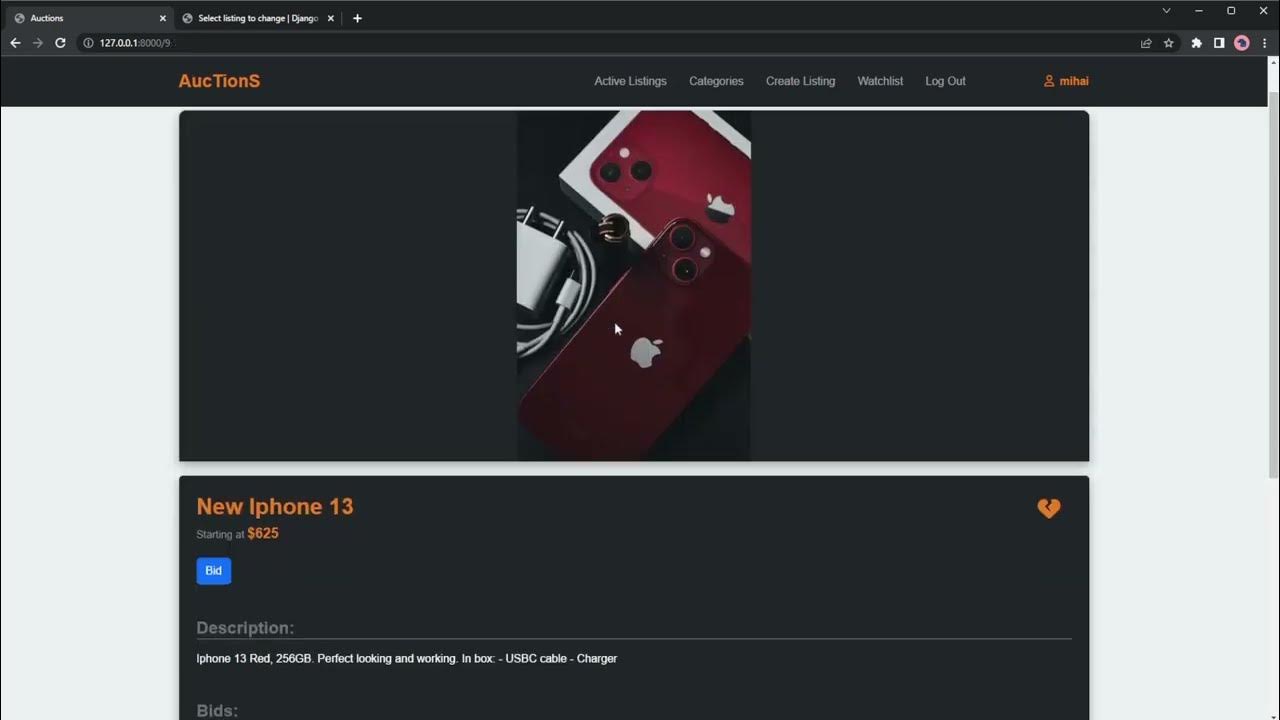 Auctions
Select listing to change | Django
127.0.0.1:8000/9
AucTionS
Active Listings
Categories
Create Listing
Watchlist
Log Out
mihai
New Iphone 13
Starting at $625
Bid
Description:
Iphone 13 Red, 256GB. Perfect looking and working. In box: - USBC cable - Charger
Bids: